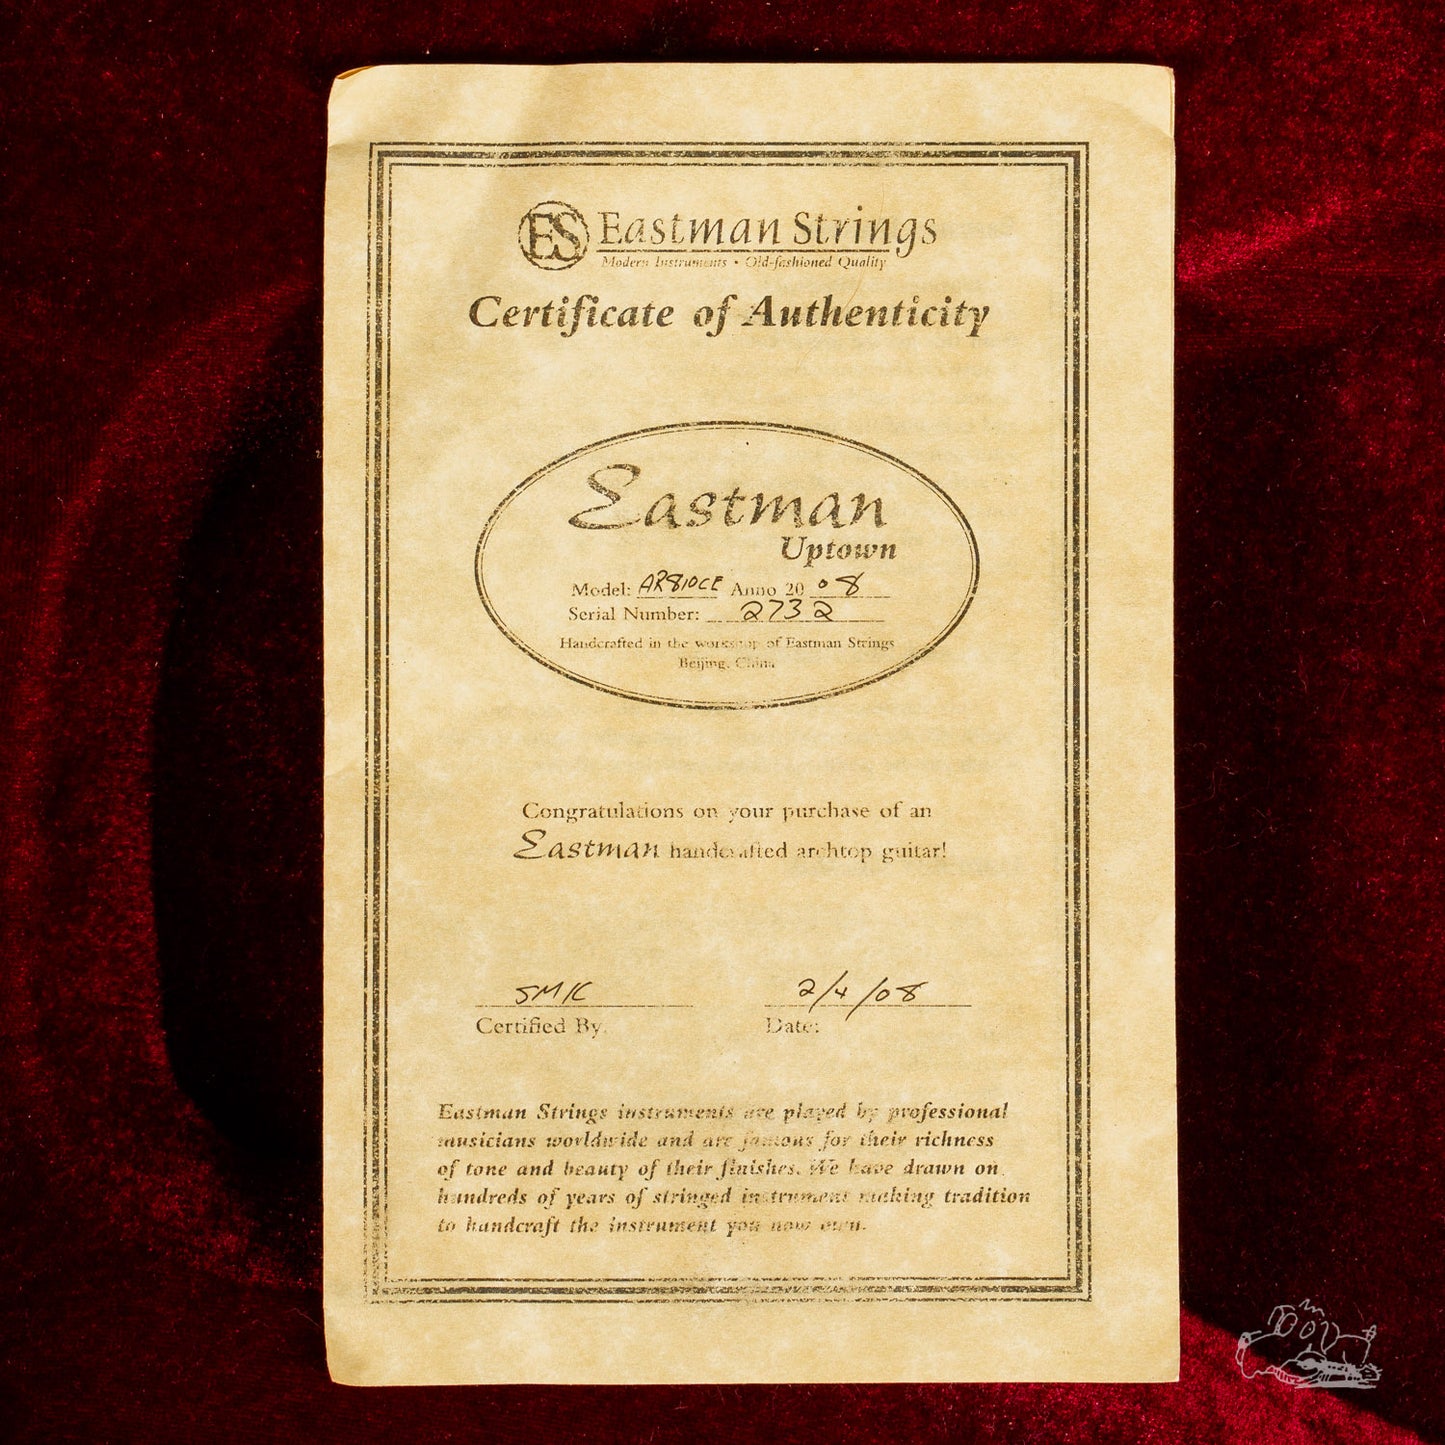 ES Eastman Strings
Modern Instruments • Old-fashioned Quality
Certificate of Authenticity
Eastman
Uptown
Model: AR810CE Anno 20 08
Serial Number: 2732
Handcrafted in the workshop of Eastman Strings
Beijing, China
Congratulations on your purchase of an
Eastman handcrafted archtop guitar!
SMK 2/4/08
Certified By: Date:
Eastman Strings instruments are played by professional
musicians worldwide and are famous for their richness
of tone and beauty of their finishes. We have drawn on
hundreds of years of stringed instrument making tradition
to handcraft the instrument you now own.